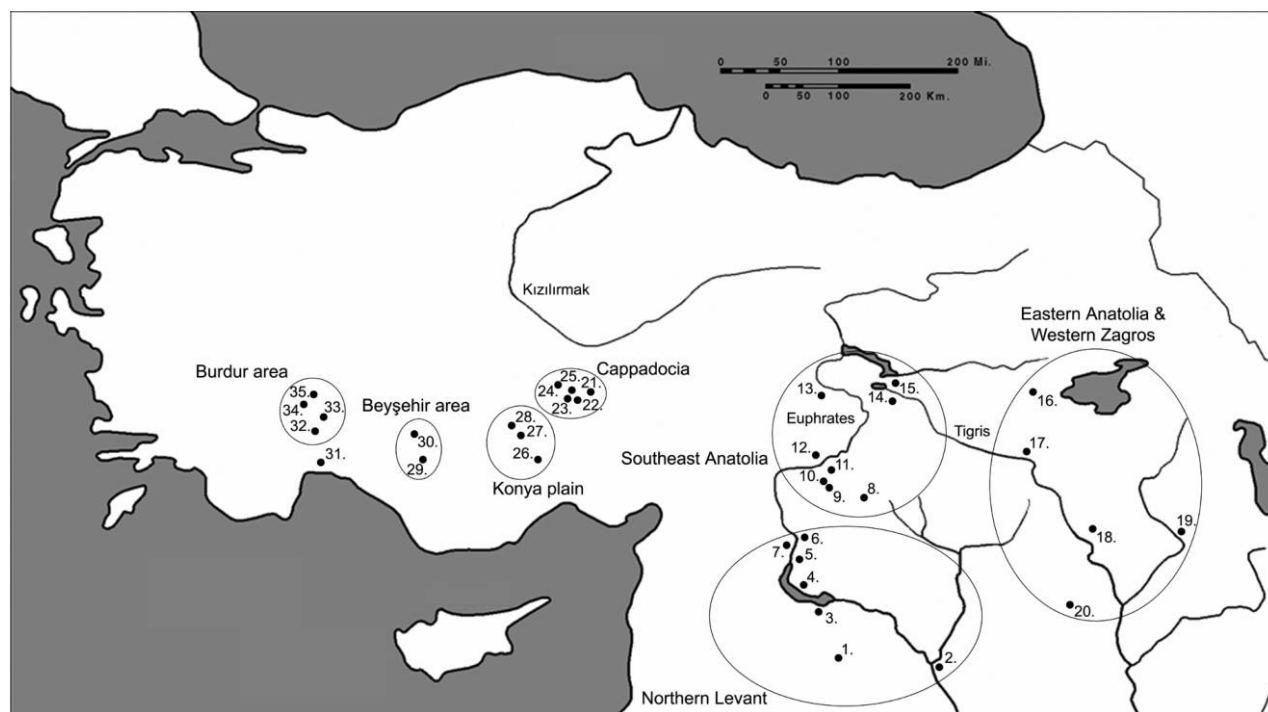 0 50 100 200 Mi.
0 50 100 200 Km.
Kızılırmak
Eastern Anatolia &
Western Zagros
Burdur area
35.
34.
33.
32.
31.
Beyşehir area
30.
29.
Cappadocia
25. 21.
24.
23. 22.
28.
27.
26.
Konya plain
13.
15.
14.
Euphrates
Tigris
12.
Southeast Anatolia
11.
10.
9.
8.
16.
17.
18.
19.
20.
7.
6.
5.
4.
3.
1.
2.
Northern Levant